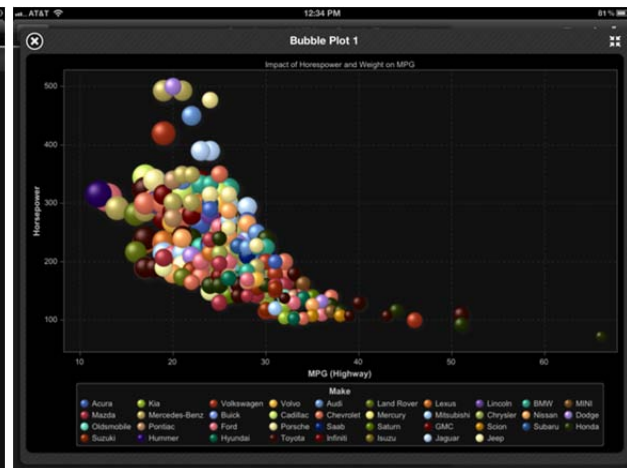 AT&T 12:34 PM 81%
Bubble Plot 1
Impact of Horespower and Weight on MPG
500
400
300
200
100
Horsepower
10 20 30 40 50 60
MPG (Highway)
Make
Acura Kia Volkswagen Volvo Audi Land Rover Lexus Lincoln BMW MINI
Mazda Mercedes-Benz Buick Cadillac Chevrolet Mercury Mitsubishi Chrysler Nissan Dodge
Oldsmobile Pontiac Ford Porsche Saab Saturn GMC Scion Subaru Honda
Suzuki Hummer Hyundai Toyota Infiniti Isuzu Jaguar Jeep